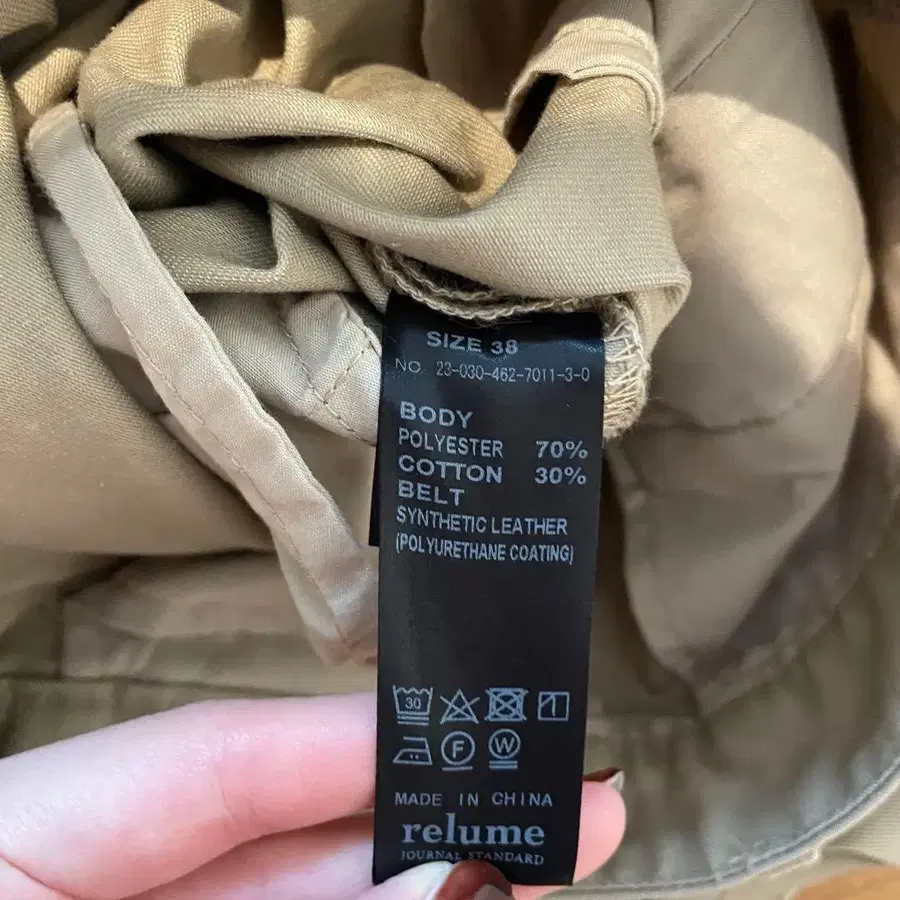 SIZE 38
NO. 23-030-462-7011-3-0
BODY
POLYESTER 70%
COTTON 30%
BELT
SYNTHETIC LEATHER
(POLYURETHANE COATING)
30
F W
MADE IN CHINA
relume
JOURNAL STANDARD